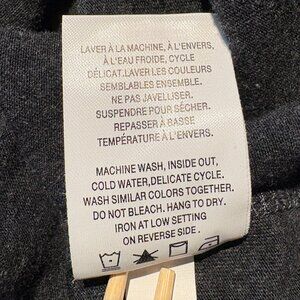 LAVER À LA MACHINE, À L'ENVERS,
À L'EAU FROIDE, CYCLE
DÉLICAT.LAVER LES COULEURS
SEMBLABLES ENSEMBLE.
NE PAS JAVELLISER.
SUSPENDRE POUR SÉCHER.
REPASSER À BASSE
TEMPÉRATURE À L'ENVERS.
MACHINE WASH, INSIDE OUT,
COLD WATER,DELICATE CYCLE.
WASH SIMILAR COLORS TOGETHER.
DO NOT BLEACH. HANG TO DRY.
IRON AT LOW SETTING
ON REVERSE SIDE.